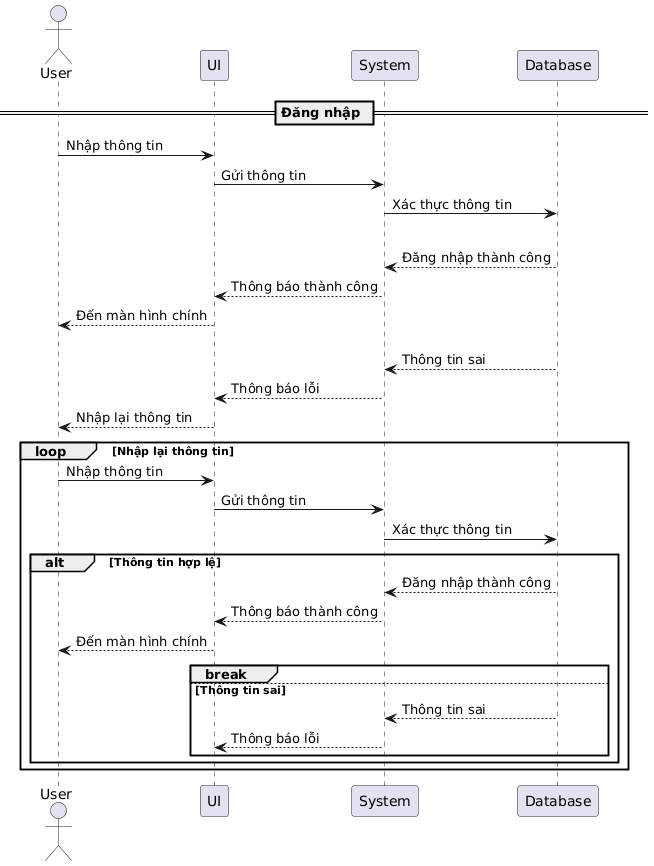 User
UI
System
Database
Đăng nhập
Nhập thông tin
Gửi thông tin
Xác thực thông tin
Đăng nhập thành công
Thông báo thành công
Đến màn hình chính
Thông tin sai
Thông báo lỗi
Nhập lại thông tin
loop [Nhập lại thông tin]
Nhập thông tin
Gửi thông tin
Xác thực thông tin
alt [Thông tin hợp lệ]
Đăng nhập thành công
Thông báo thành công
Đến màn hình chính
break
[Thông tin sai]
Thông tin sai
Thông báo lỗi
User
UI
System
Database